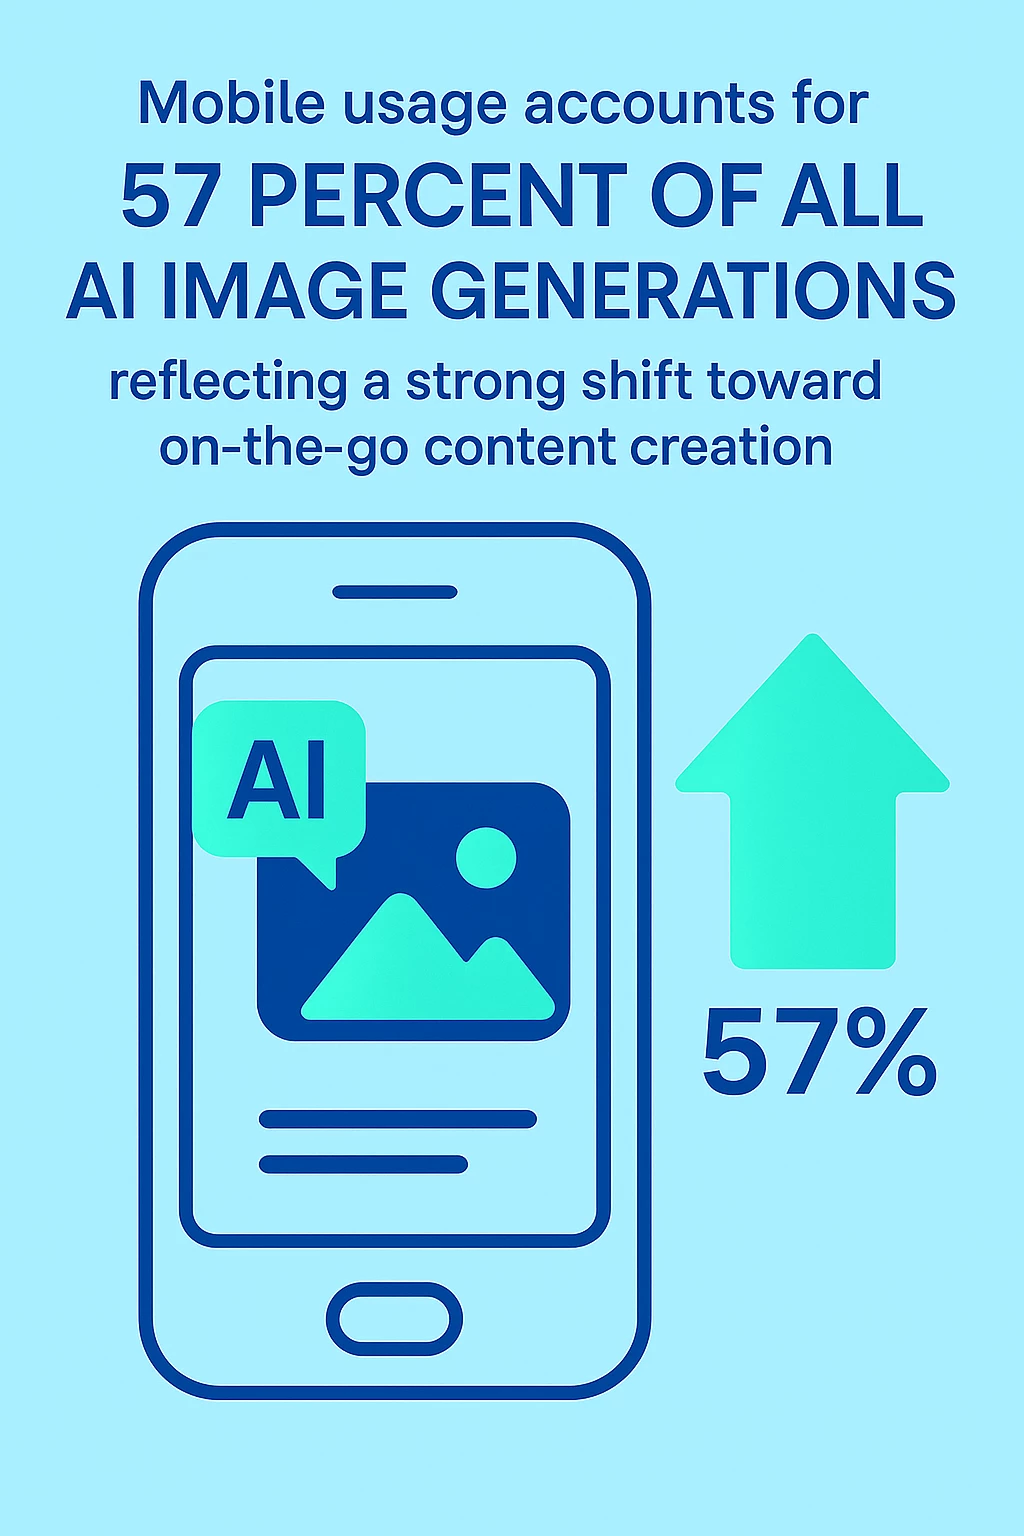 Mobile usage accounts for
57 PERCENT OF ALL
AI IMAGE GENERATIONS
reflecting a strong shift toward
on-the-go content creation
AI
57%